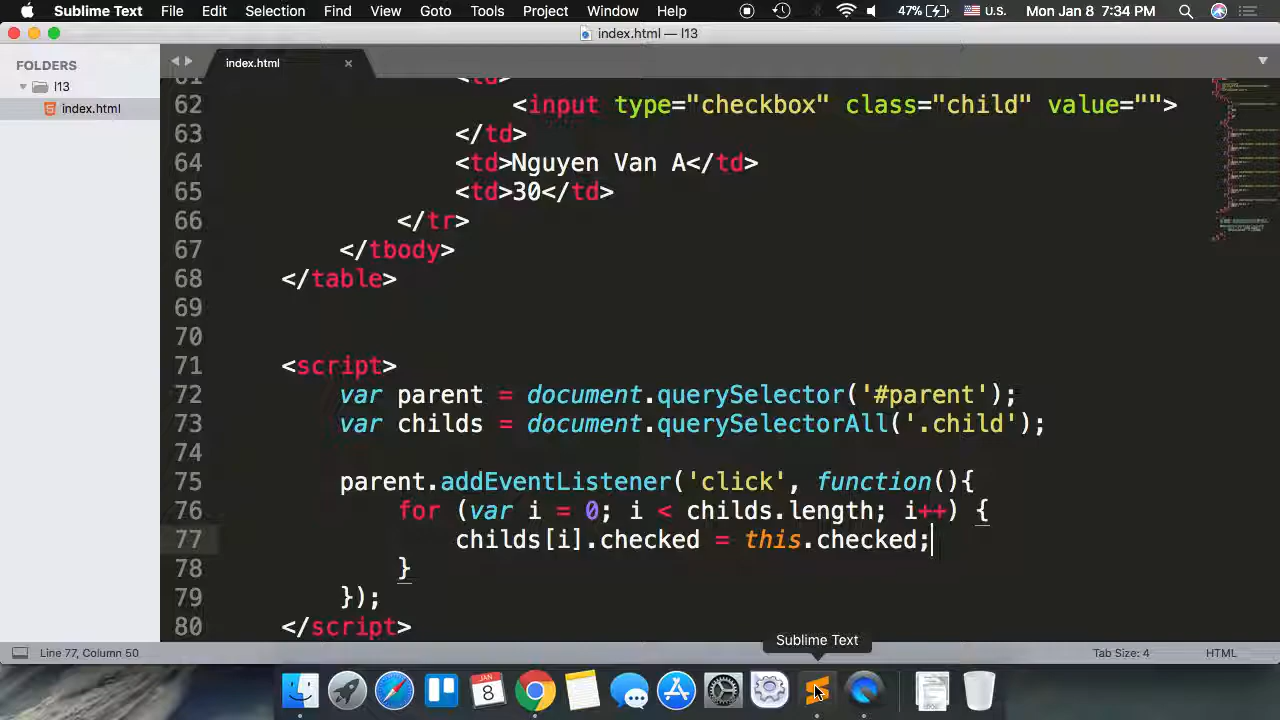 Sublime Text File Edit Selection Find View Goto Tools Project Window Help 47% U.S. Mon Jan 8 7:34 PM
index.html — l13
FOLDERS
l13
index.html
index.html
62 <input type="checkbox" class="child" value="">
63 </td>
64 <td>Nguyen Van A</td>
65 <td>30</td>
66 </tr>
67 </tbody>
68 </table>
69
70
71 <script>
72 var parent = document.querySelector('#parent');
73 var childs = document.querySelectorAll('.child');
74
75 parent.addEventListener('click', function(){
76 for (var i = 0; i < childs.length; i++) {
77 childs[i].checked = this.checked;
78 }
79 });
80 </script>
Sublime Text
Line 77, Column 50 Tab Size: 4 HTML
JAN
8